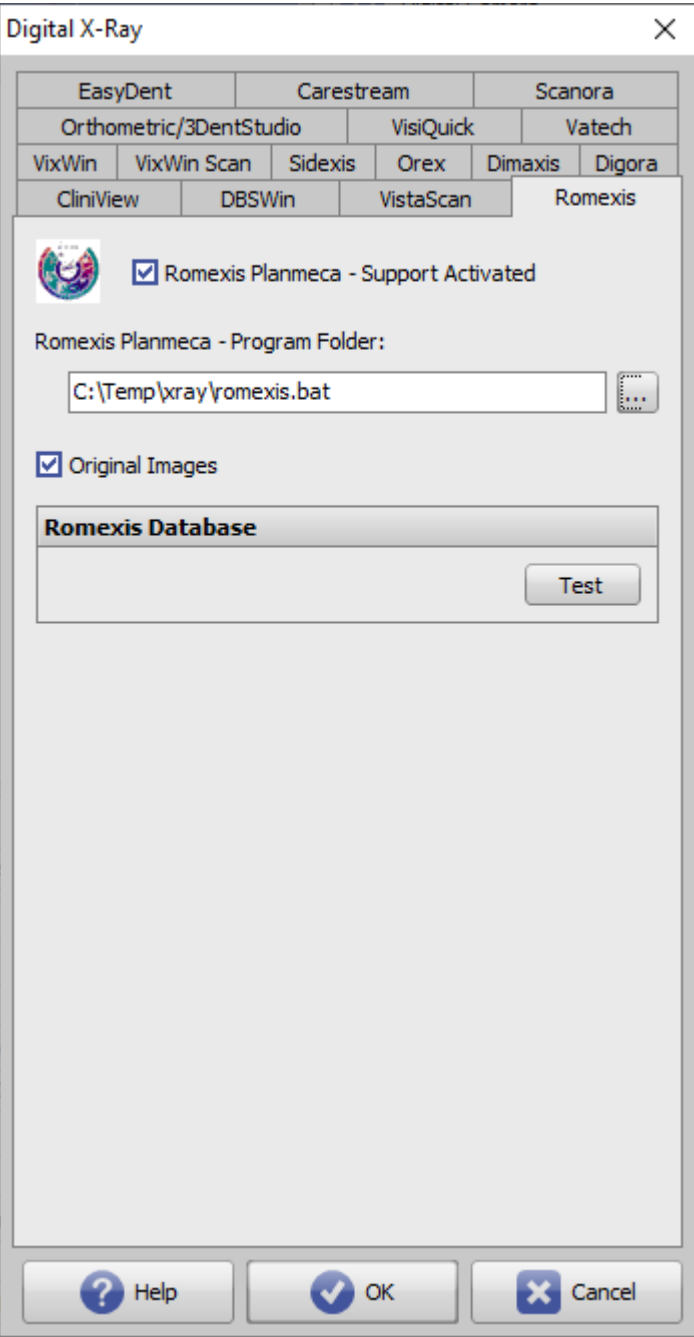 Digital X-Ray
EasyDent Carestream Scanora
Orthometric/3DentStudio VisiQuick Vatech
VixWin VixWin Scan Sidexis Orex Dimaxis Digora
CliniView DBSWin VistaScan Romexis
Romexis Planmeca - Support Activated
Romexis Planmeca - Program Folder:
C:\Temp\xray\romexis.bat ...
Original Images
Romexis Database
Test
? Help OK Cancel